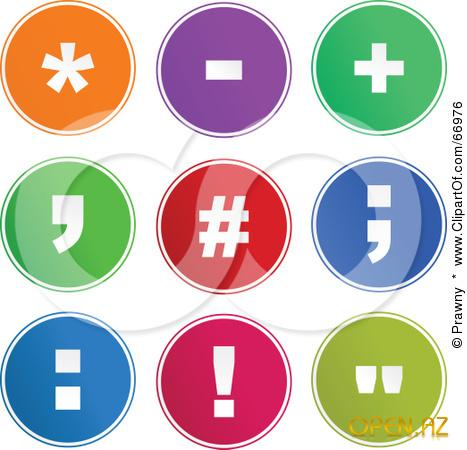 * - +
, # ;
: ! "
OPEN.AZ
© Prawny * www.ClipartOf.com/66976